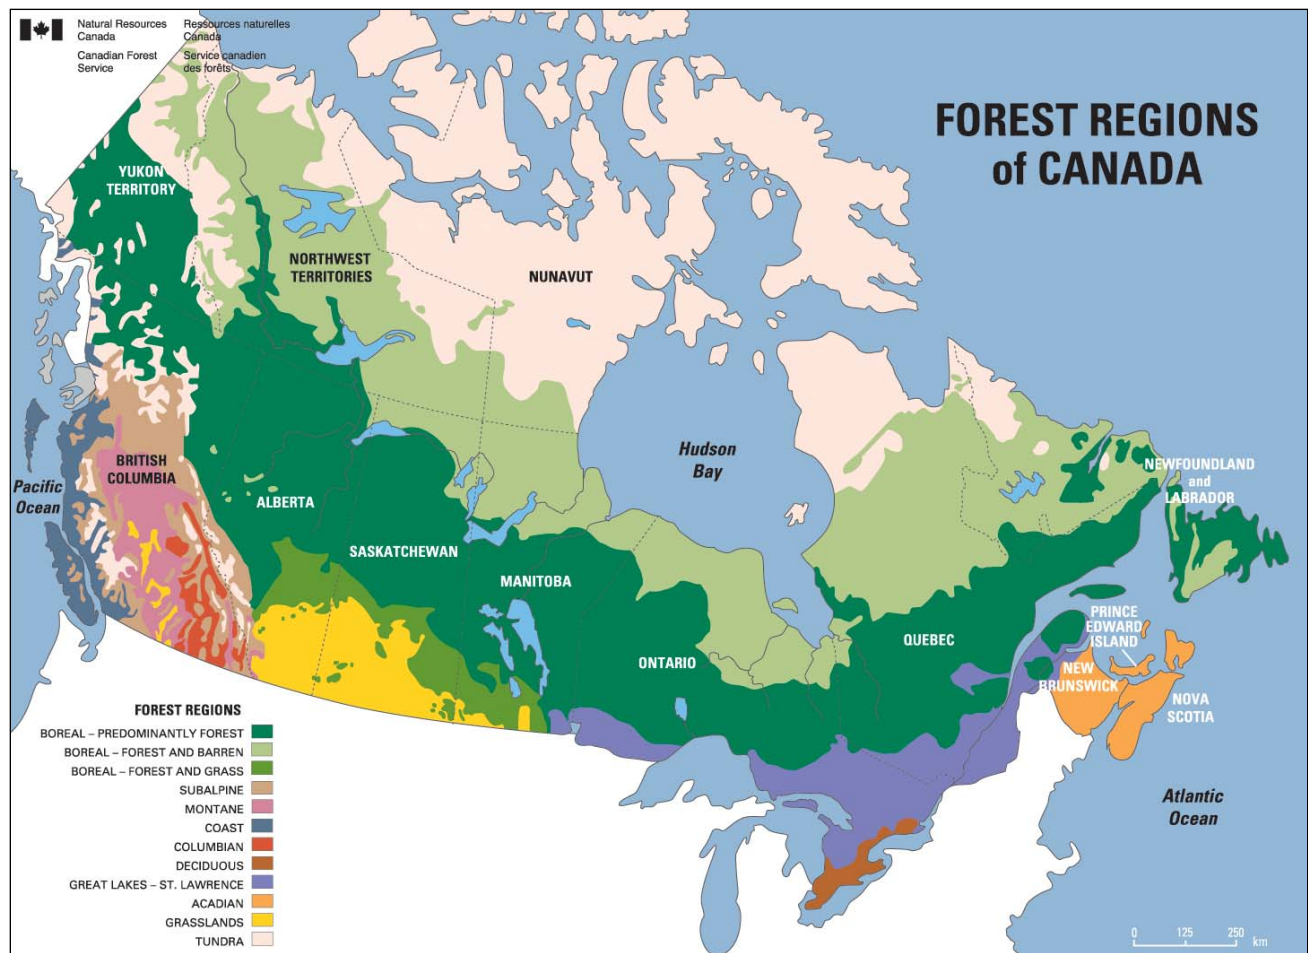 Natural Resources
Canada
Canadian Forest
Service
Ressources naturelles
Canada
Service canadien
des forêts
FOREST REGIONS
of CANADA
YUKON
TERRITORY
NORTHWEST
TERRITORIES
NUNAVUT
Hudson
Bay
BRITISH
COLUMBIA
Pacific
Ocean
ALBERTA
SASKATCHEWAN
MANITOBA
ONTARIO
QUEBEC
NEWFOUNDLAND
and
LABRADOR
PRINCE
EDWARD
ISLAND
NEW
BRUNSWICK
NOVA
SCOTIA
Atlantic
Ocean
FOREST REGIONS
BOREAL – PREDOMINANTLY FOREST
BOREAL – FOREST AND BARREN
BOREAL – FOREST AND GRASS
SUBALPINE
MONTANE
COAST
COLUMBIAN
DECIDUOUS
GREAT LAKES – ST. LAWRENCE
ACADIAN
GRASSLANDS
TUNDRA
0 125 250
km